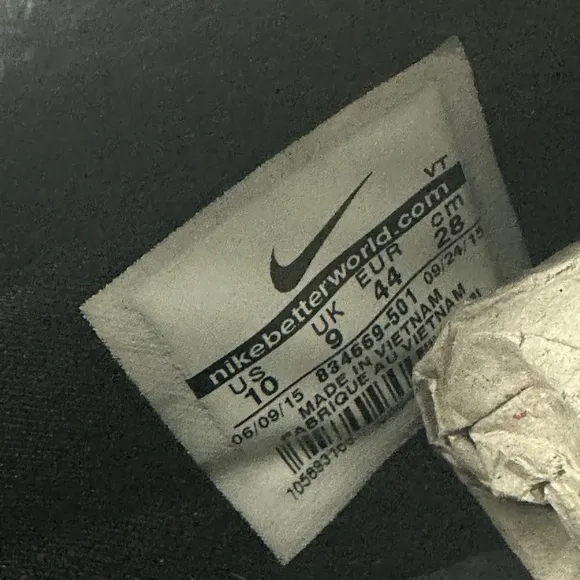 VT
nikebetterworld.com
US UK EUR cm
10 9 44 28
06/09/15 834669-501 09/24/15
MADE IN VIETNAM
FABRIQUE AU VIETNAM